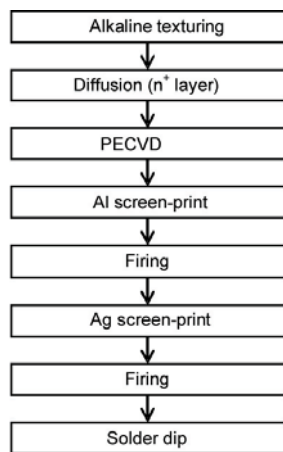 Alkaline texturing
Diffusion (n⁺ layer)
PECVD
Al screen-print
Firing
Ag screen-print
Firing
Solder dip